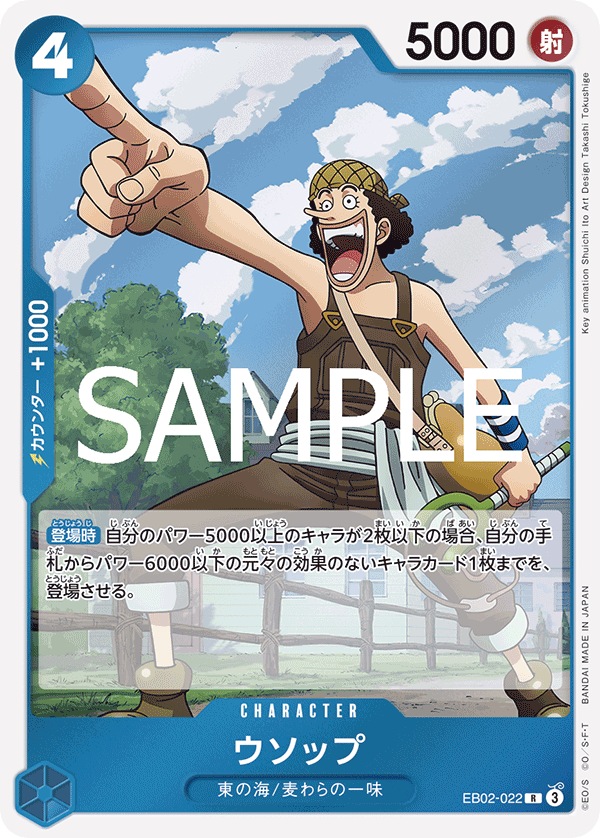 4
5000 射
Key animation Shuichi Ito Art Design Takashi Tokushige
カウンター +1000
SAMPLE
登場時 自分のパワー5000以上のキャラが2枚以下の場合、自分の手
札からパワー6000以下の元々の効果のないキャラカード1枚までを、
登場させる。
©E.O/S ©O/S・F・T BANDAI MADE IN JAPAN
CHARACTER
ウソップ
東の海/麦わらの一味
EB02-022 R 3